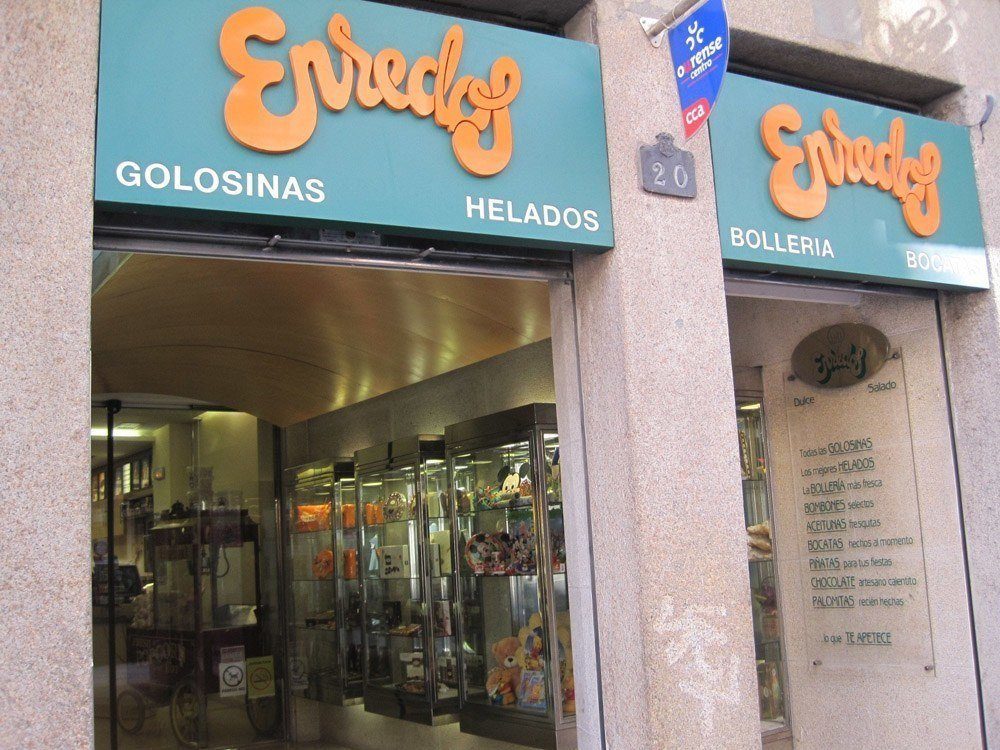 Enredos
GOLOSINAS
HELADOS
ourense
centro
cca
20
Enredos
BOLLERIA
BOCATAS
Enredos
Dulce
Salado
Todas las GOLOSINAS
Los mejores HELADOS
La BOLLERIA más fresca
BOMBONES selectos
ACEITUNAS fresquitas
BOCATAS hechos al momento
PIÑATAS para tus fiestas
CHOCOLATE artesano calentito
PALOMITAS recién hechas
...lo que TE APETECE